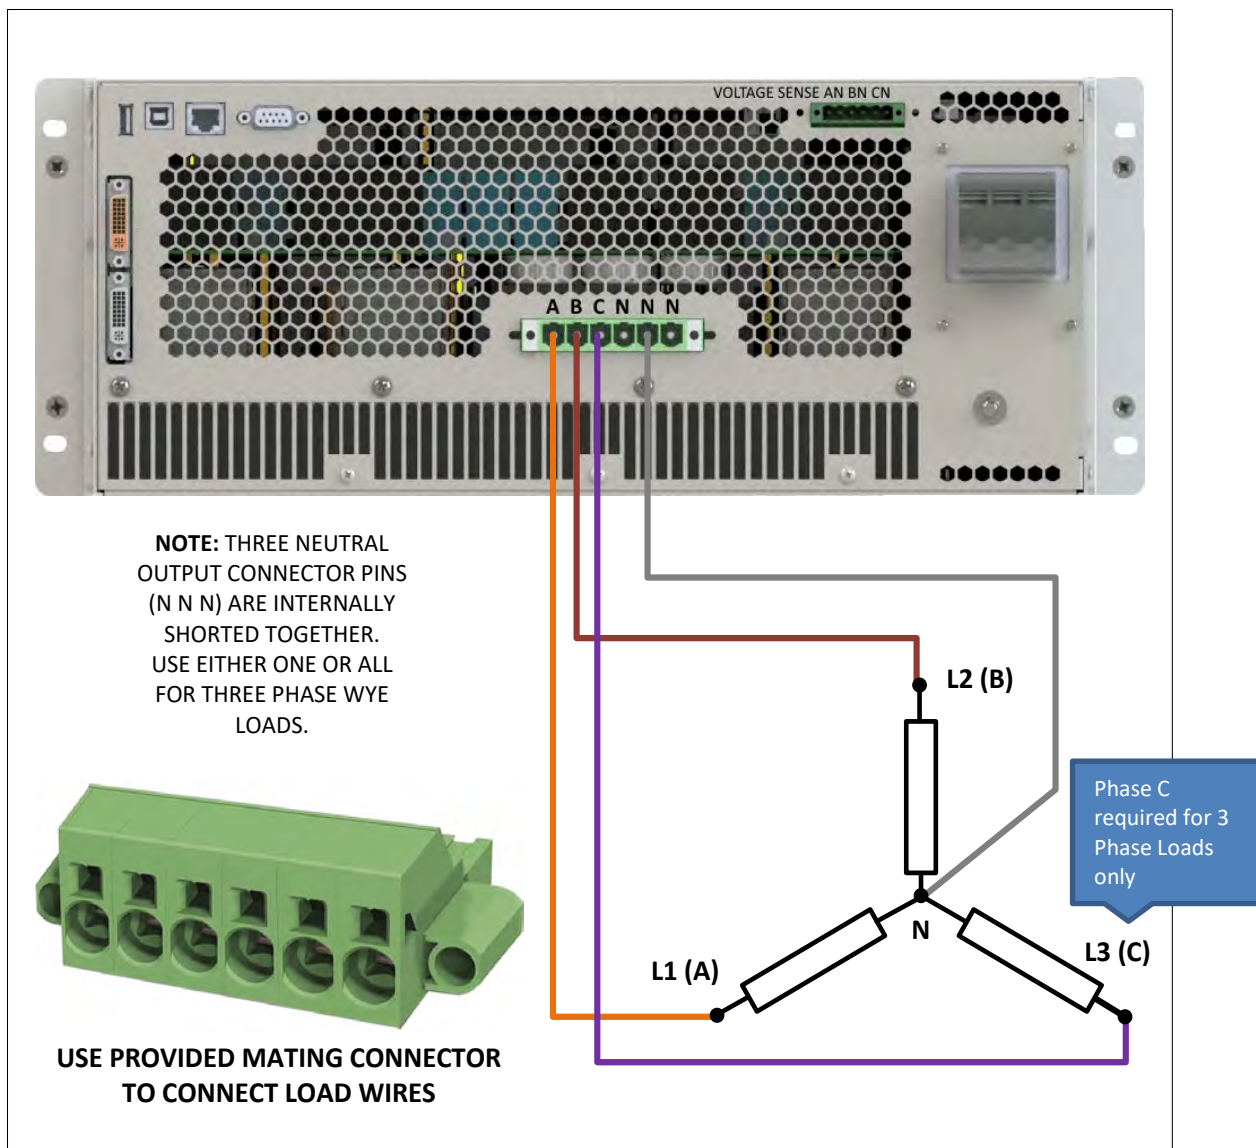 VOLTAGE SENSE AN BN CN
A B C N N N
NOTE: THREE NEUTRAL
OUTPUT CONNECTOR PINS
(N N N) ARE INTERNALLY
SHORTED TOGETHER.
USE EITHER ONE OR ALL
FOR THREE PHASE WYE
LOADS.
L2 (B)
Phase C
required for 3
Phase Loads
only
N
L3 (C)
L1 (A)
USE PROVIDED MATING CONNECTOR
TO CONNECT LOAD WIRES